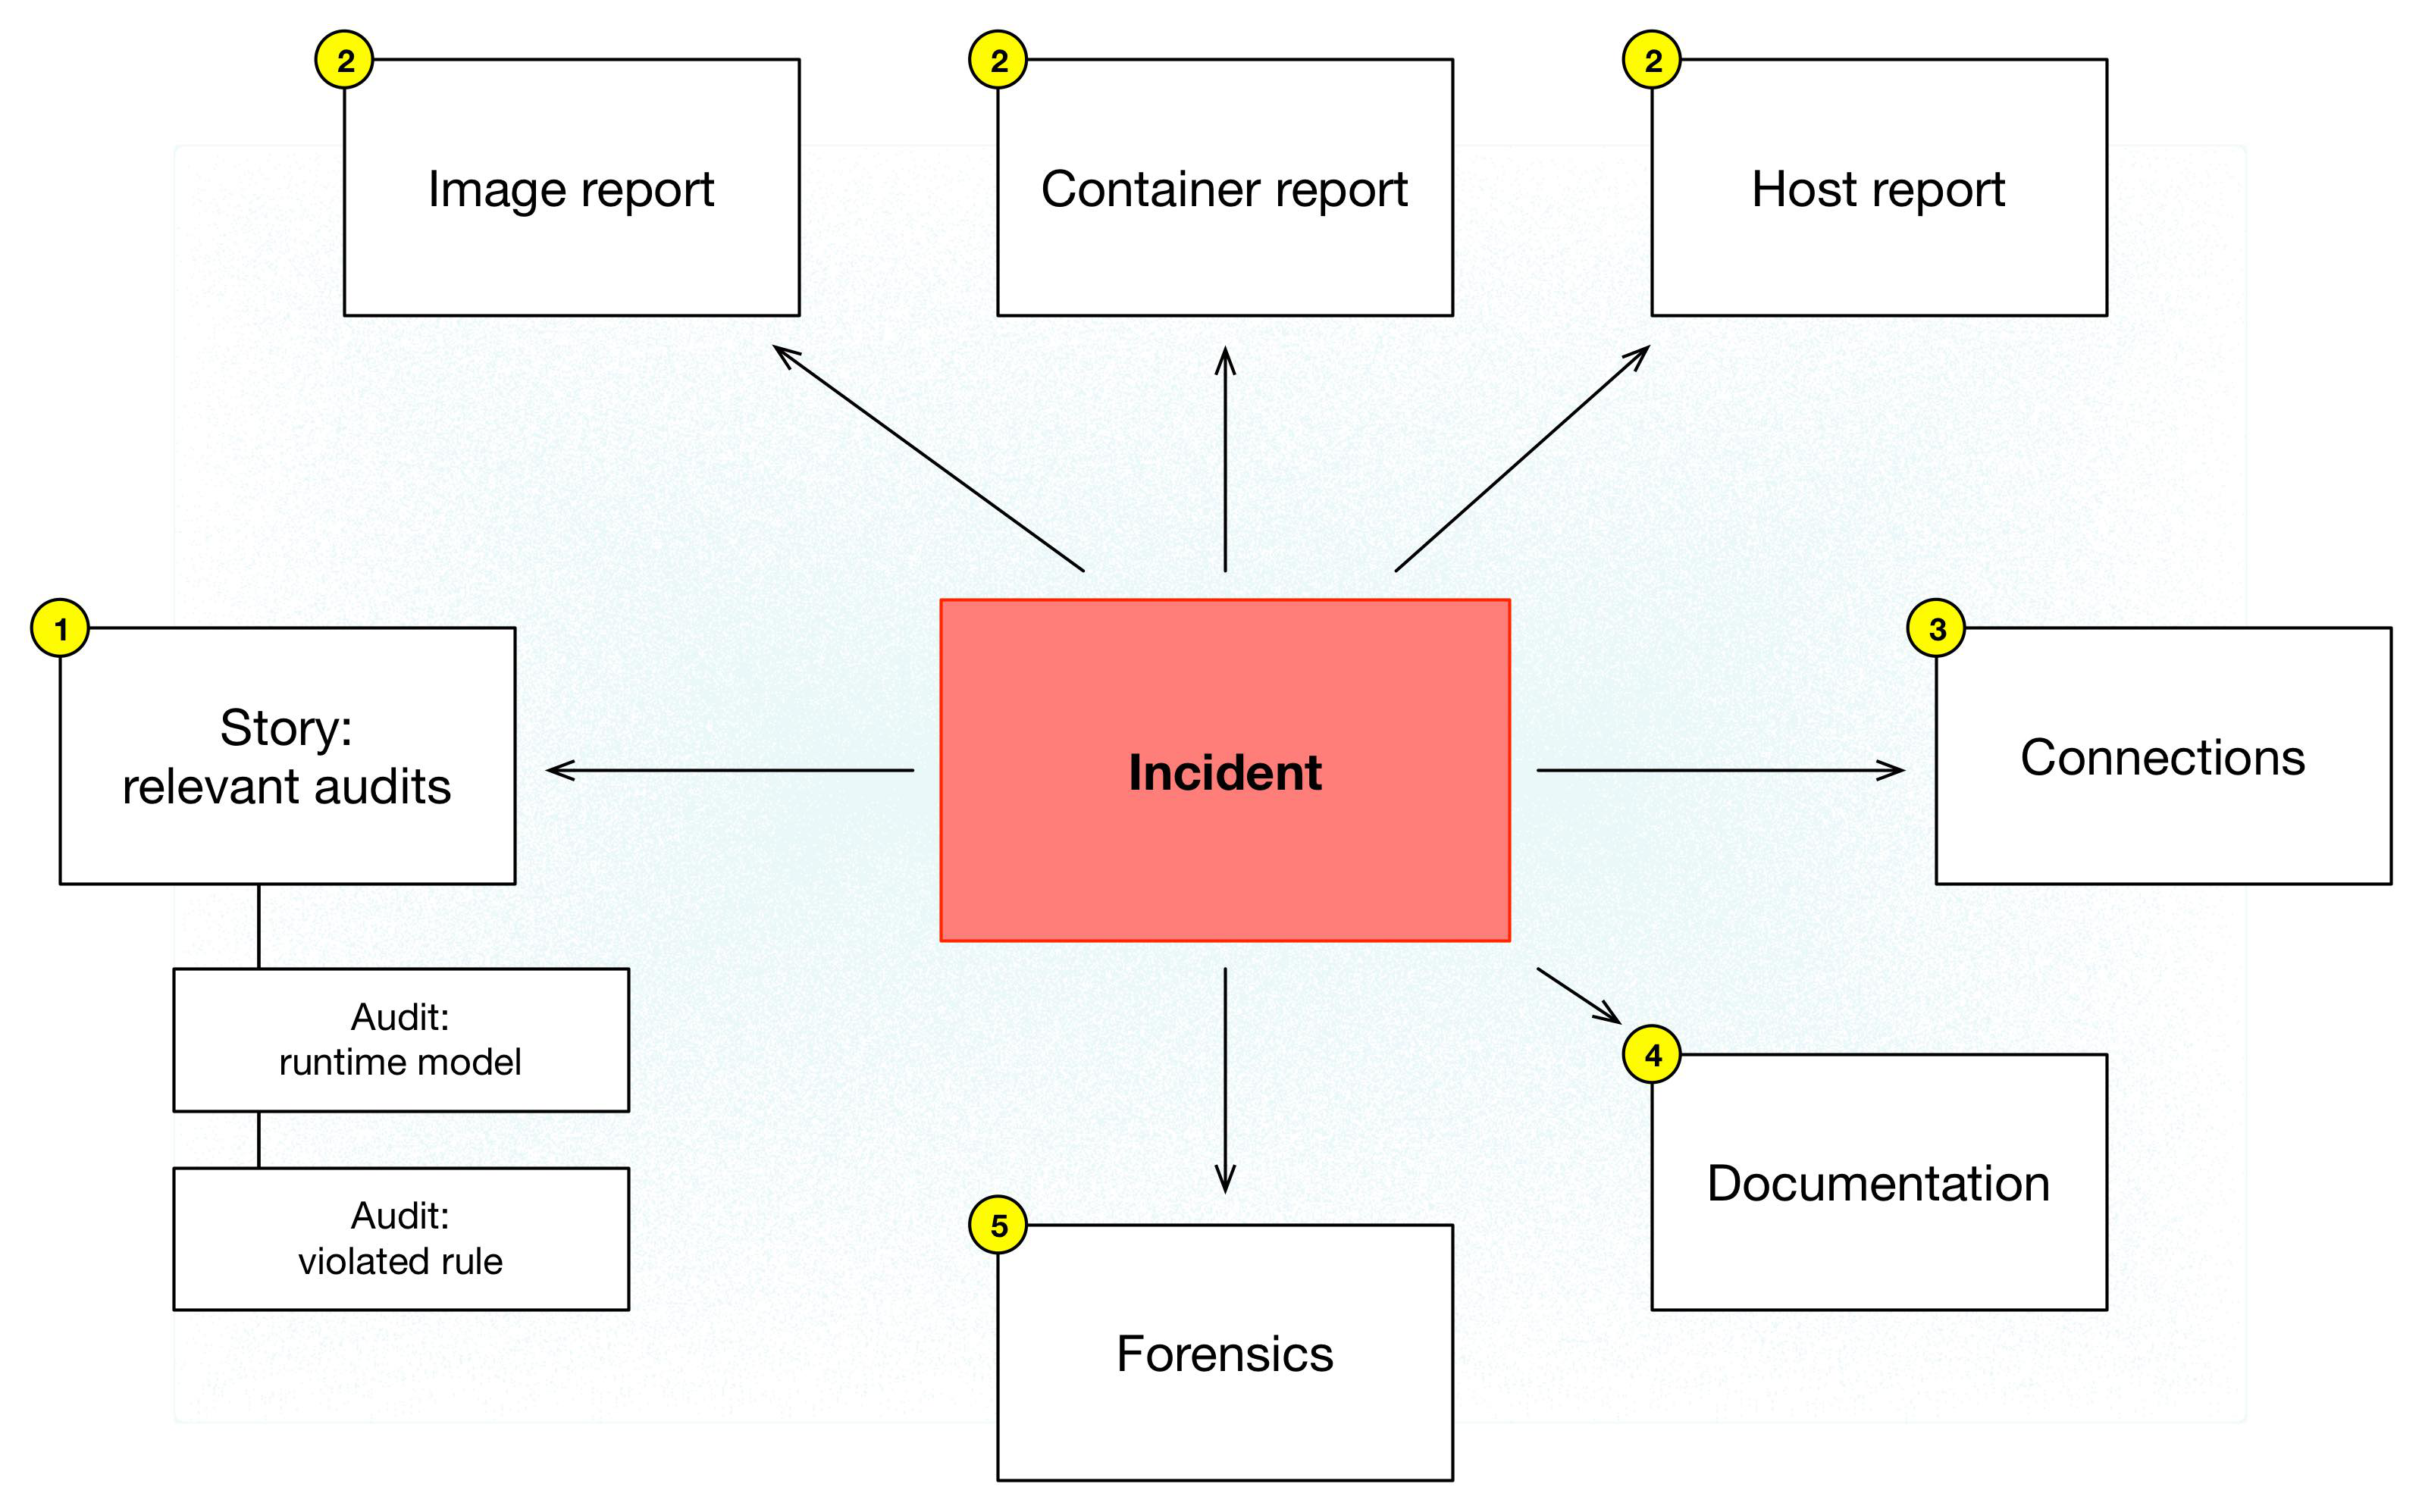 2
Image report
2
Container report
2
Host report
1
Story:
relevant audits
Incident
3
Connections
Audit:
runtime model
Audit:
violated rule
4
Documentation
5
Forensics